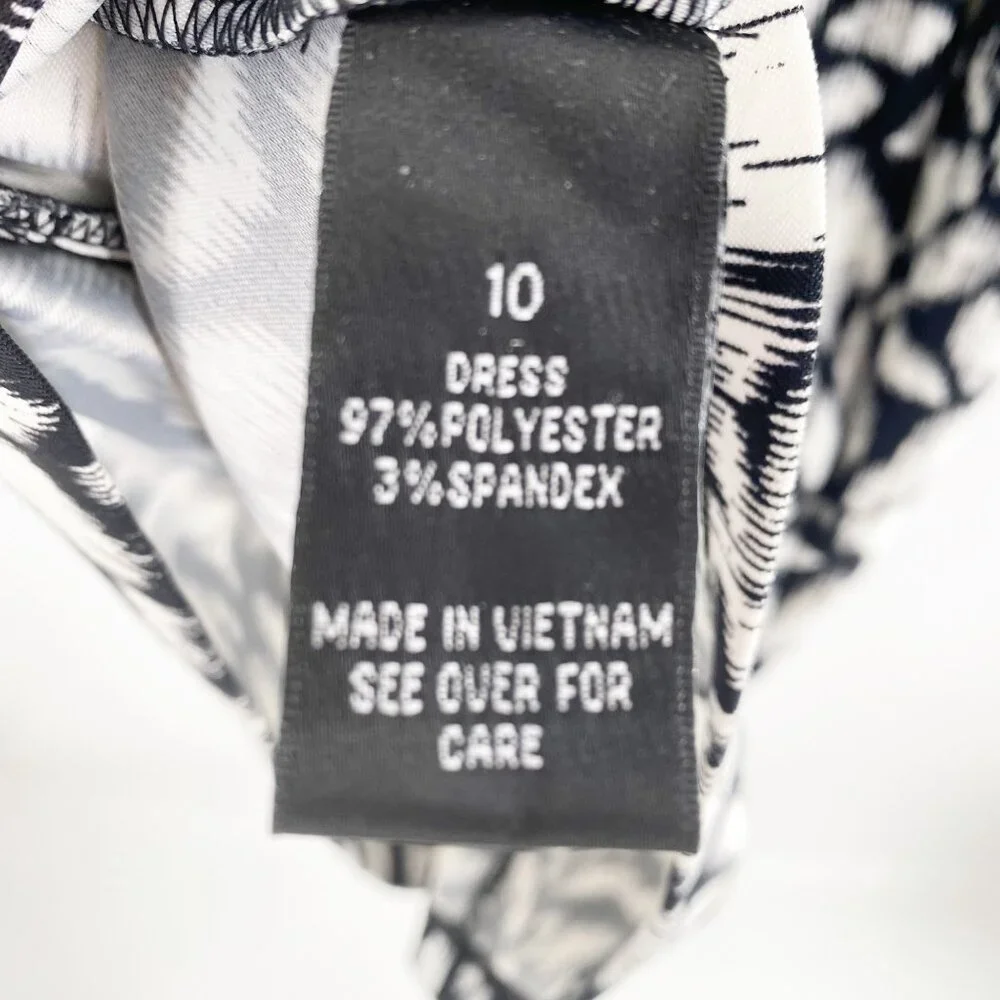 10
DRESS
97%POLYESTER
3%SPANDEX
MADE IN VIETNAM
SEE OVER FOR
CARE